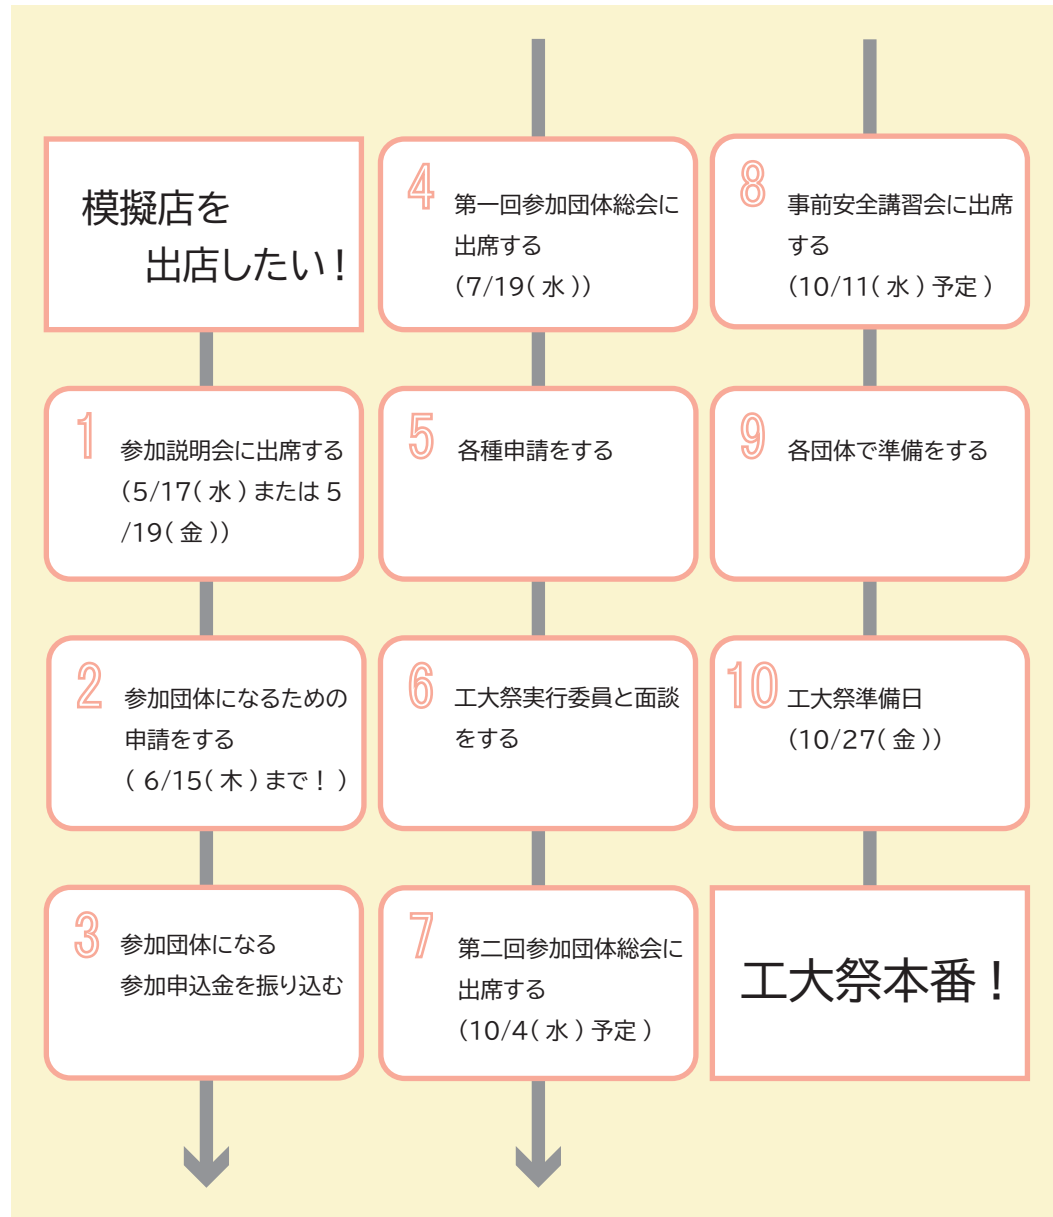 模擬店を
出店したい！
1
参加説明会に出席する
(5/17(水)または5
/19(金))
2
参加団体になるための
申請をする
(6/15(木)まで！)
3
参加団体になる
参加申込金を振り込む
4
第一回参加団体総会に
出席する
(7/19(水))
5
各種申請をする
6
工大祭実行委員と面談
をする
7
第二回参加団体総会に
出席する
(10/4(水)予定)
8
事前安全講習会に出席
する
(10/11(水)予定)
9
各団体で準備をする
10
工大祭準備日
(10/27(金))
工大祭本番！